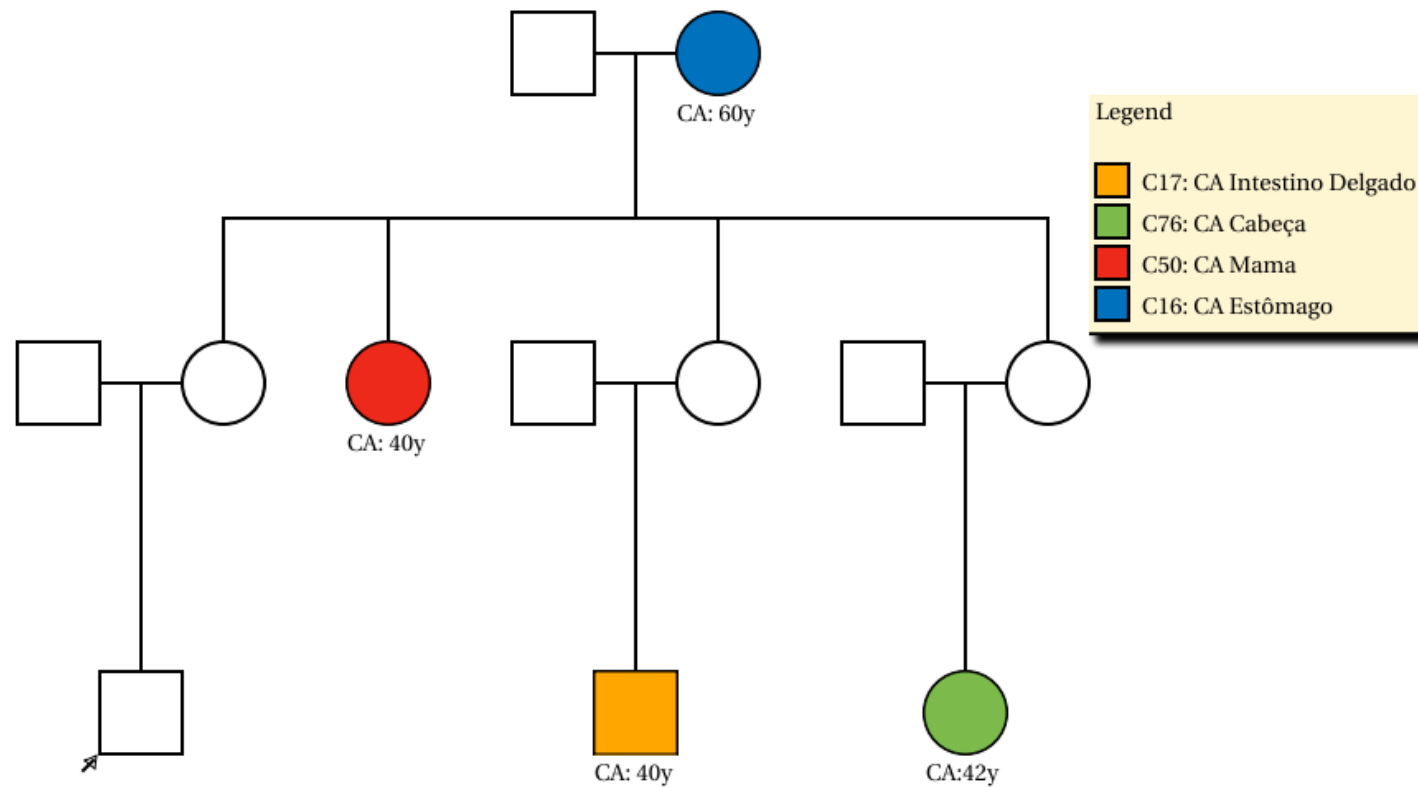 CA: 60y
Legend
C17: CA Intestino Delgado
C76: CA Cabeça
C50: CA Mama
C16: CA Estômago
CA: 40y
CA: 40y
CA:42y